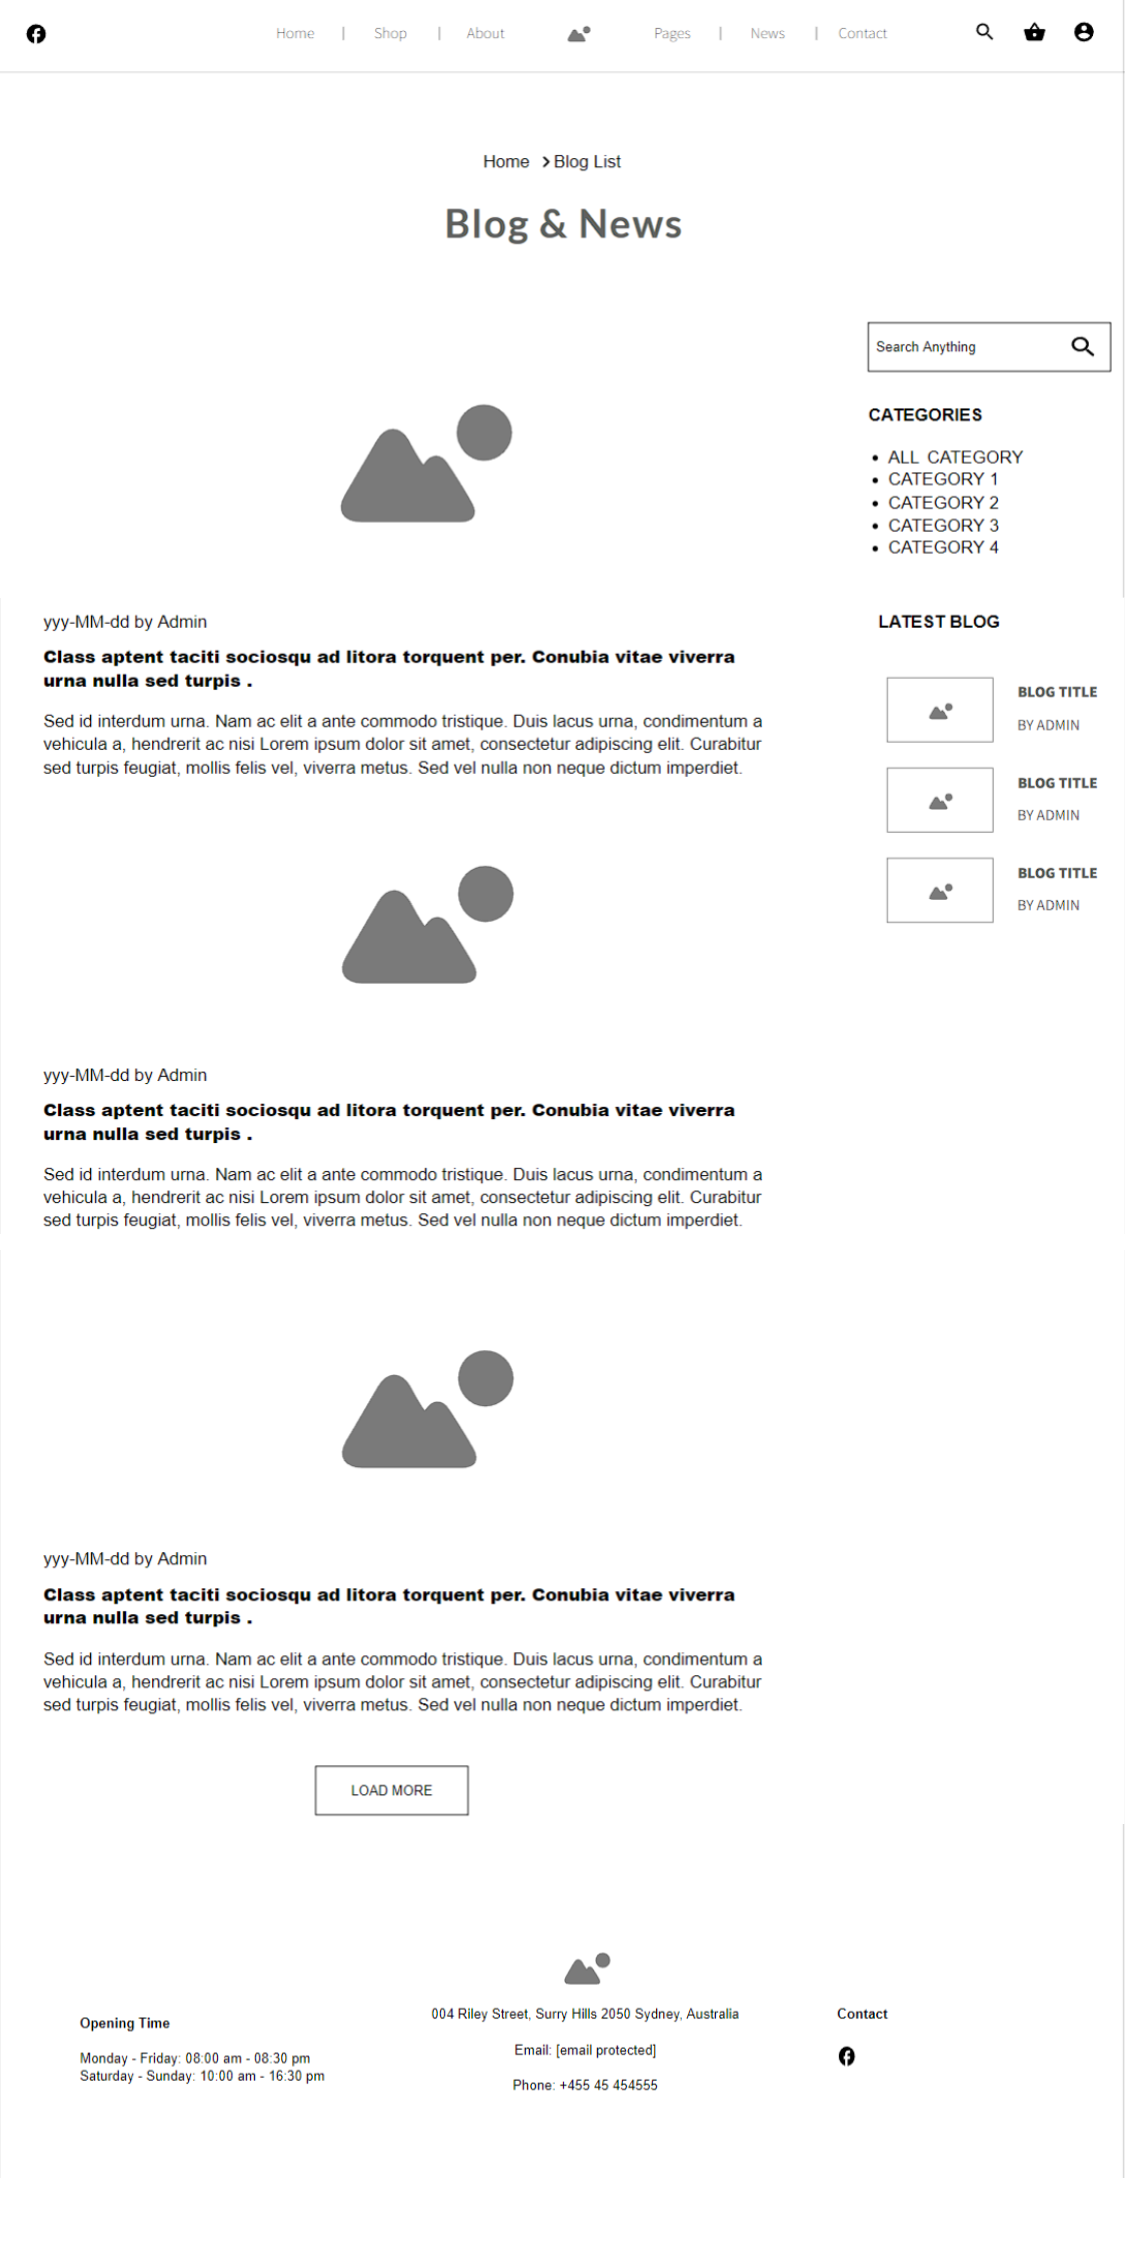 Home | Shop | About Pages | News | Contact
Home > Blog List
Blog & News
Search Anything
CATEGORIES
• ALL CATEGORY
• CATEGORY 1
• CATEGORY 2
• CATEGORY 3
• CATEGORY 4
yyy-MM-dd by Admin
Class aptent taciti sociosqu ad litora torquent per. Conubia vitae viverra
urna nulla sed turpis .
Sed id interdum urna. Nam ac elit a ante commodo tristique. Duis lacus urna, condimentum a
vehicula a, hendrerit ac nisi Lorem ipsum dolor sit amet, consectetur adipiscing elit. Curabitur
sed turpis feugiat, mollis felis vel, viverra metus. Sed vel nulla non neque dictum imperdiet.
LATEST BLOG
BLOG TITLE
BY ADMIN
BLOG TITLE
BY ADMIN
BLOG TITLE
BY ADMIN
yyy-MM-dd by Admin
Class aptent taciti sociosqu ad litora torquent per. Conubia vitae viverra
urna nulla sed turpis .
Sed id interdum urna. Nam ac elit a ante commodo tristique. Duis lacus urna, condimentum a
vehicula a, hendrerit ac nisi Lorem ipsum dolor sit amet, consectetur adipiscing elit. Curabitur
sed turpis feugiat, mollis felis vel, viverra metus. Sed vel nulla non neque dictum imperdiet.
yyy-MM-dd by Admin
Class aptent taciti sociosqu ad litora torquent per. Conubia vitae viverra
urna nulla sed turpis .
Sed id interdum urna. Nam ac elit a ante commodo tristique. Duis lacus urna, condimentum a
vehicula a, hendrerit ac nisi Lorem ipsum dolor sit amet, consectetur adipiscing elit. Curabitur
sed turpis feugiat, mollis felis vel, viverra metus. Sed vel nulla non neque dictum imperdiet.
LOAD MORE
Opening Time
Monday - Friday: 08:00 am - 08:30 pm
Saturday - Sunday: 10:00 am - 16:30 pm
004 Riley Street, Surry Hills 2050 Sydney, Australia
Email: [email protected]
Phone: +455 45 454555
Contact